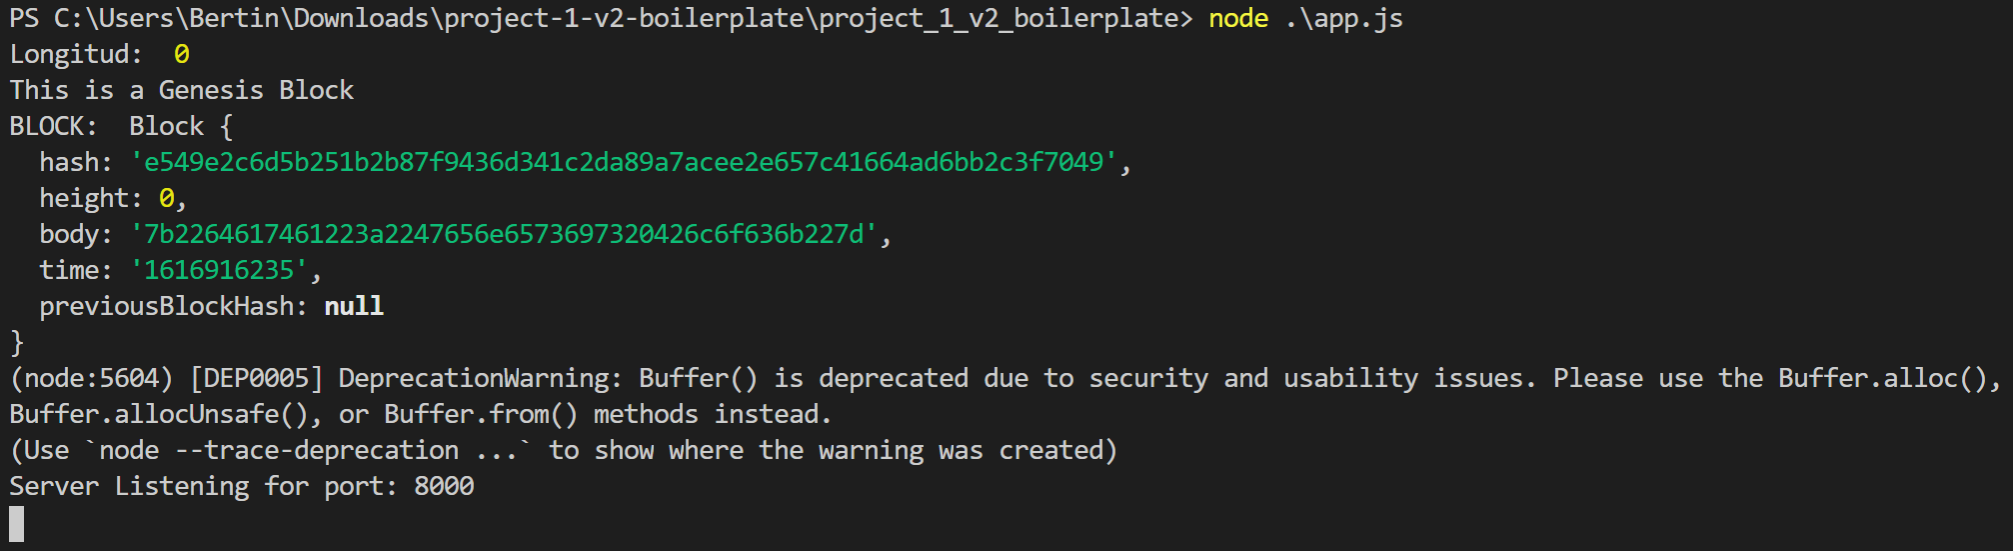 PS C:\Users\Bertin\Downloads\project-1-v2-boilerplate\project_1_v2_boilerplate> node .\app.js
Longitud:  0
This is a Genesis Block
BLOCK:  Block {
  hash: 'e549e2c6d5b251b2b87f9436d341c2da89a7acee2e657c41664ad6bb2c3f7049',
  height: 0,
  body: '7b2264617461223a2247656e6573697320426c6f636b227d',
  time: '1616916235',
  previousBlockHash: null
}
(node:5604) [DEP0005] DeprecationWarning: Buffer() is deprecated due to security and usability issues. Please use the Buffer.alloc(),
Buffer.allocUnsafe(), or Buffer.from() methods instead.
(Use `node --trace-deprecation ...` to show where the warning was created)
Server Listening for port: 8000